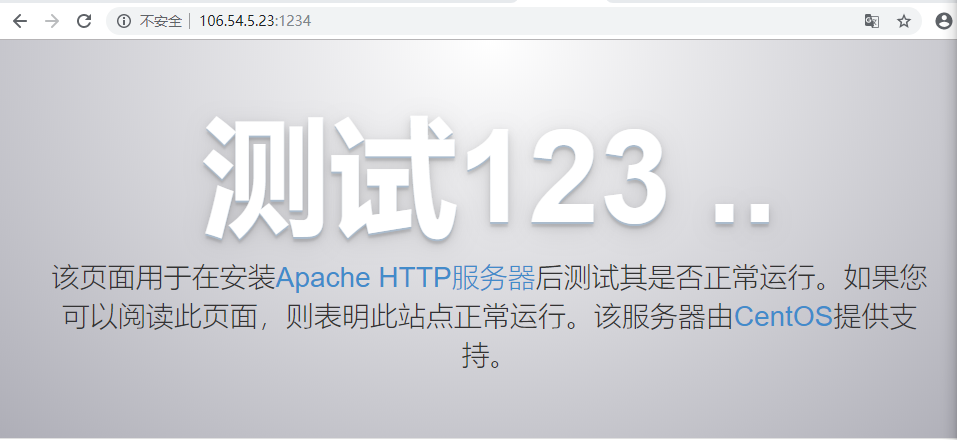 不安全 106.54.5.23:1234
测试123 ..
该页面用于在安装Apache HTTP服务器后测试其是否正常运行。如果您
可以阅读此页面，则表明此站点正常运行。该服务器由CentOS提供支
持。